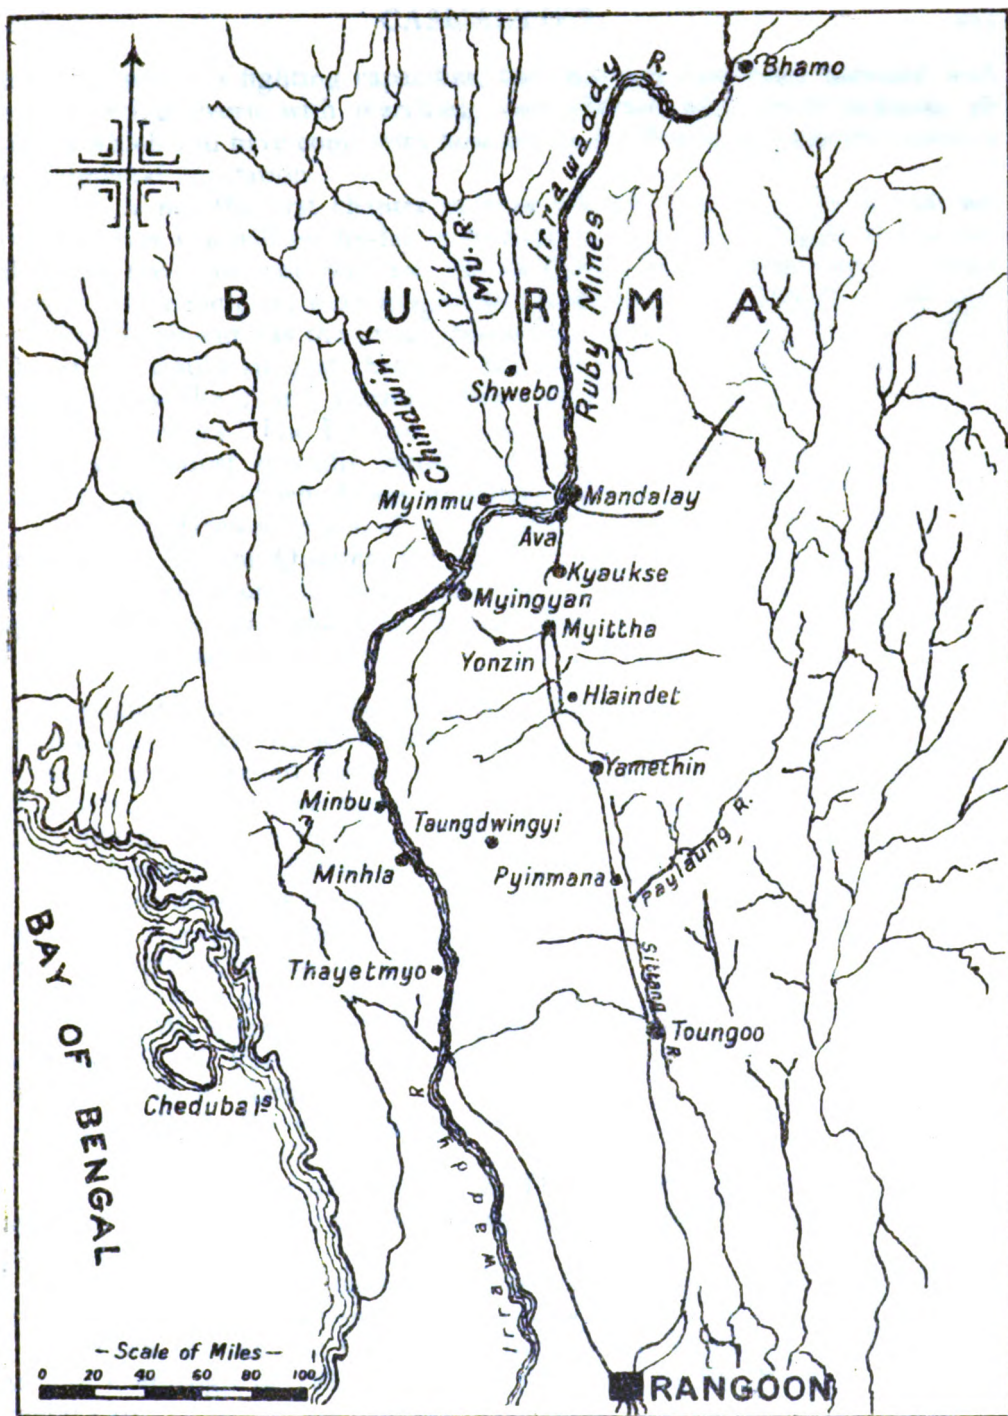 Bhamo
Irrawaddy R.
Mu. R.
Ruby Mines
BURMA
Chindwin R.
Shwebo
Myinmu
Mandalay
Ava
Kyaukse
Myingyan
Myittha
Yonzin
Hlaindet
Yamethin
Minbu
Taungdwingyi
Paylaung R.
Minhla
Pyinmana
BAY OF BENGAL
Thayetmyo
Sittang R.
Toungoo
Cheduba Is
Irrawaddy R
- Scale of Miles -
0 20 40 60 80 100
RANGOON